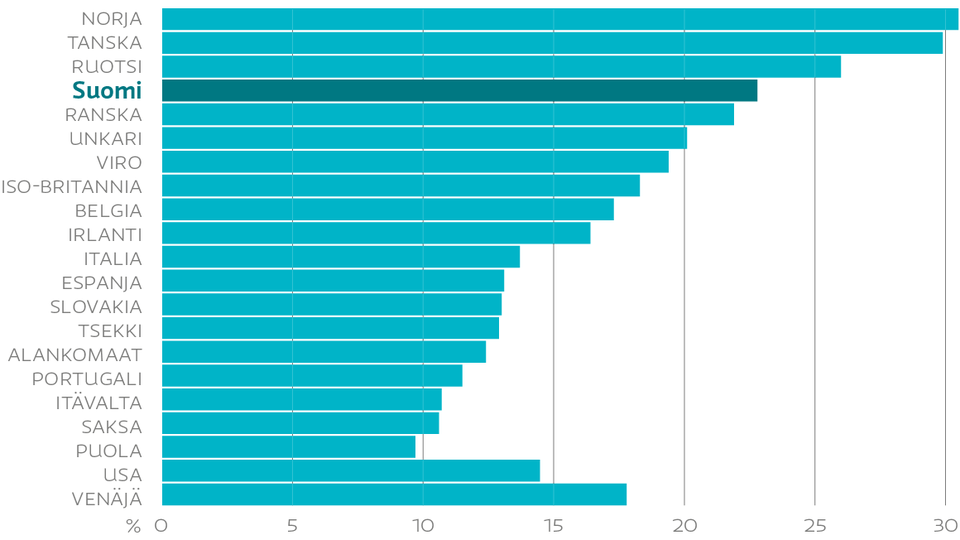 NORJA
TANSKA
RUOTSI
Suomi
RANSKA
UNKARI
VIRO
ISO-BRITANNIA
BELGIA
IRLANTI
ITALIA
ESPANJA
SLOVAKIA
TSEKKI
ALANKOMAAT
PORTUGALI
ITÄVALTA
SAKSA
PUOLA
USA
VENÄJÄ
% 0 5 10 15 20 25 30